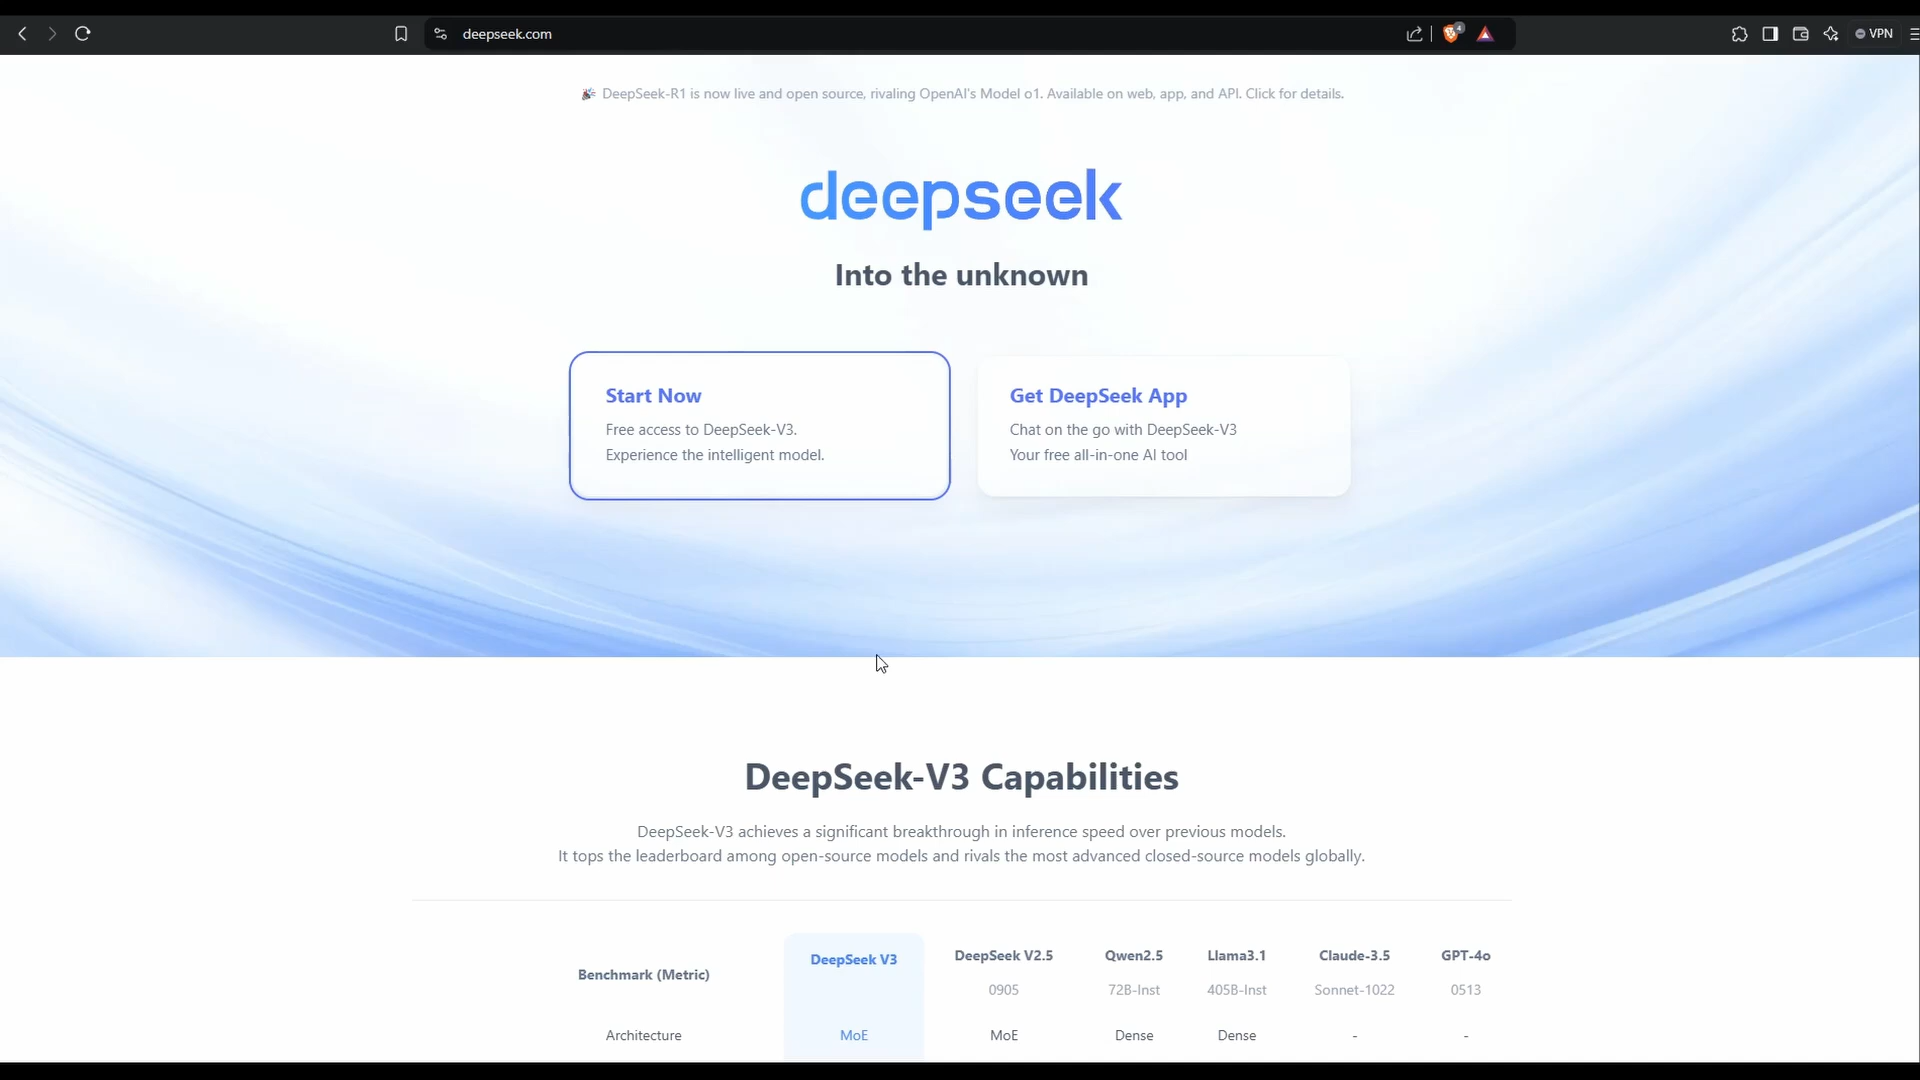 deepseek.com
4
VPN
🎉 DeepSeek-R1 is now live and open source, rivaling OpenAI's Model o1. Available on web, app, and API. Click for details.
deepseek
Into the unknown
Start Now
Free access to DeepSeek-V3.
Experience the intelligent model.
Get DeepSeek App
Chat on the go with DeepSeek-V3
Your free all-in-one AI tool
DeepSeek-V3 Capabilities
DeepSeek-V3 achieves a significant breakthrough in inference speed over previous models.
It tops the leaderboard among open-source models and rivals the most advanced closed-source models globally.
Benchmark (Metric) DeepSeek V3 DeepSeek V2.5 Qwen2.5 Llama3.1 Claude-3.5 GPT-4o
0905 72B-Inst 405B-Inst Sonnet-1022 0513
Architecture MoE MoE Dense Dense - -